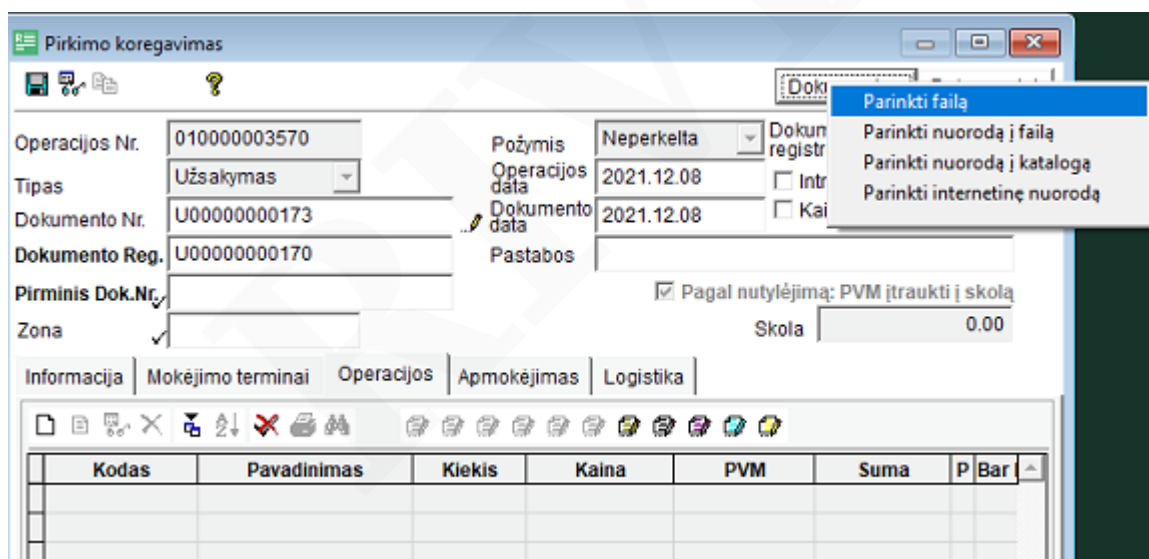 Pirkimo koregavimas
Parinkti failą
Parinkti nuorodą į failą
Parinkti nuorodą į katalogą
Parinkti internetinę nuorodą
Operacijos Nr. 010000003570 Požymis Neperkelta
Tipas Užsakymas Operacijos data 2021.12.08
Dokumento Nr. U00000000173 Dokumento data 2021.12.08
Dokumento Reg. U00000000170 Pastabos
Pirminis Dok.Nr. Pagal nutylėjimą: PVM įtraukti į skolą
Zona Skola 0.00
Informacija Mokėjimo terminai Operacijos Apmokėjimas Logistika
Kodas Pavadinimas Kiekis Kaina PVM Suma P Bar